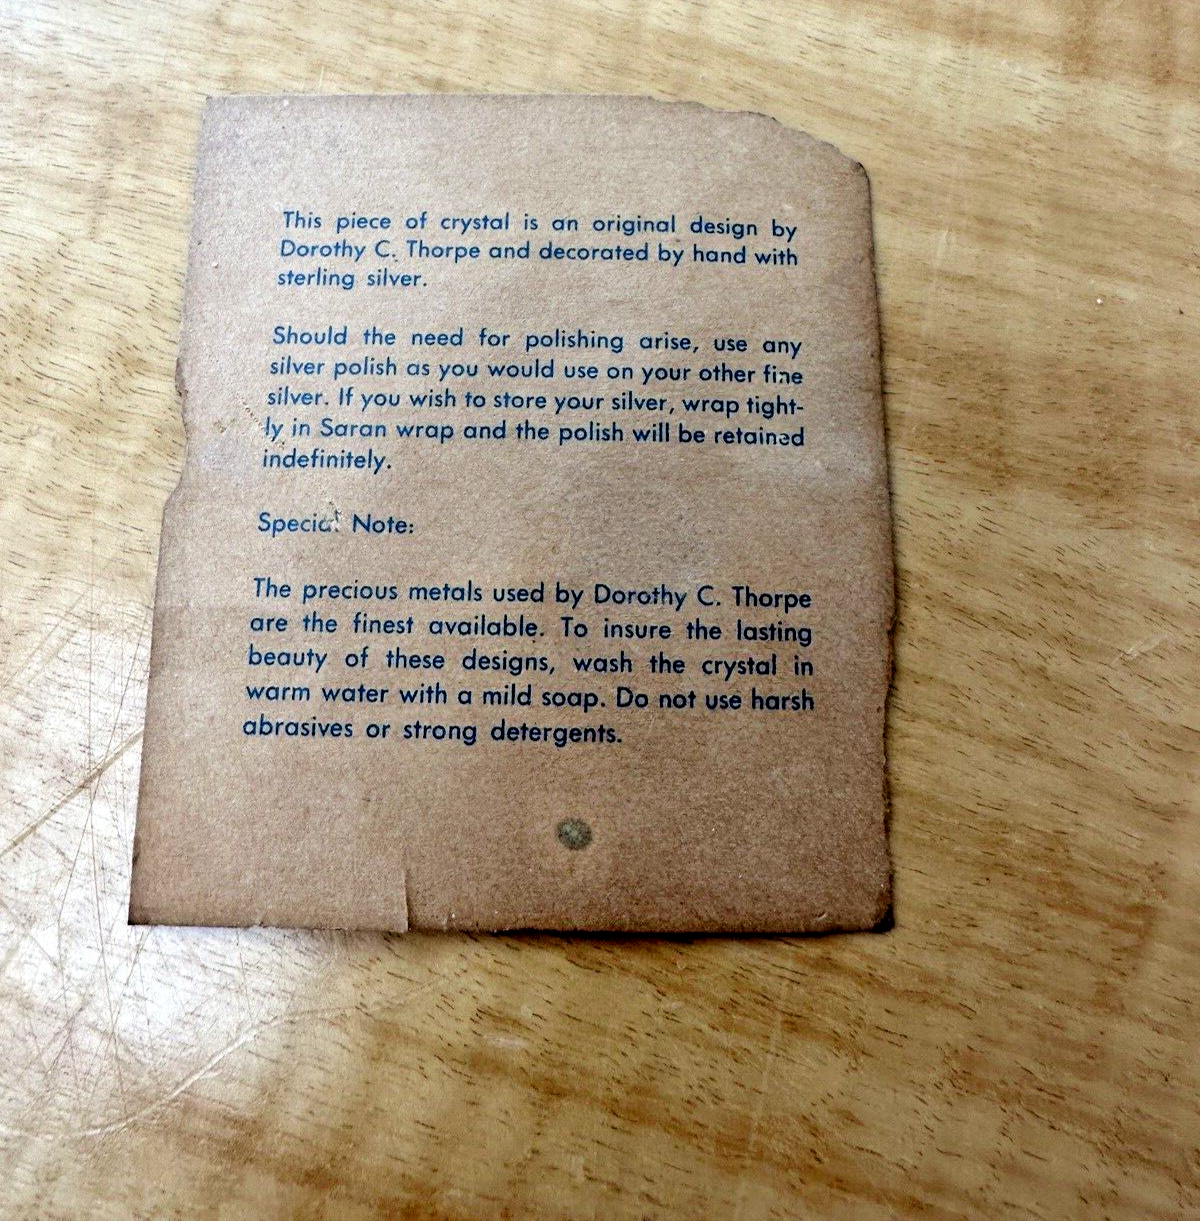 This piece of crystal is an original design by
Dorothy C. Thorpe and decorated by hand with
sterling silver.
Should the need for polishing arise, use any
silver polish as you would use on your other fine
silver. If you wish to store your silver, wrap tight-
ly in Saran wrap and the polish will be retained
indefinitely.
Special Note:
The precious metals used by Dorothy C. Thorpe
are the finest available. To insure the lasting
beauty of these designs, wash the crystal in
warm water with a mild soap. Do not use harsh
abrasives or strong detergents.